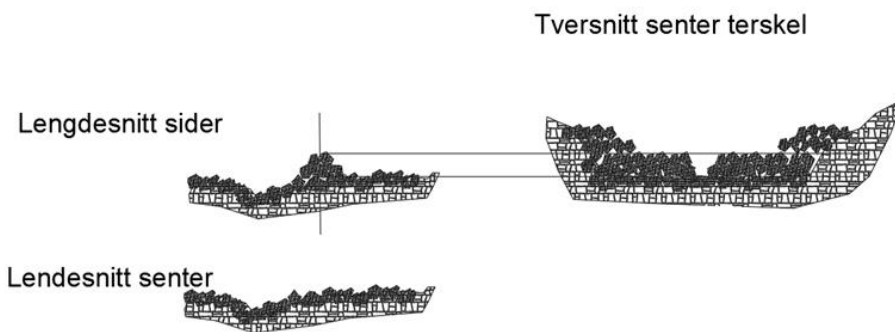 Tversnitt senter terskel
Lengdesnitt sider
Lendesnitt senter